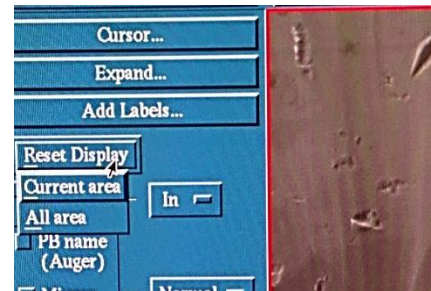 Cursor...
Expand...
Add Labels...
Reset Display
Current area
In
All area
PB name
(Auger)
Normal